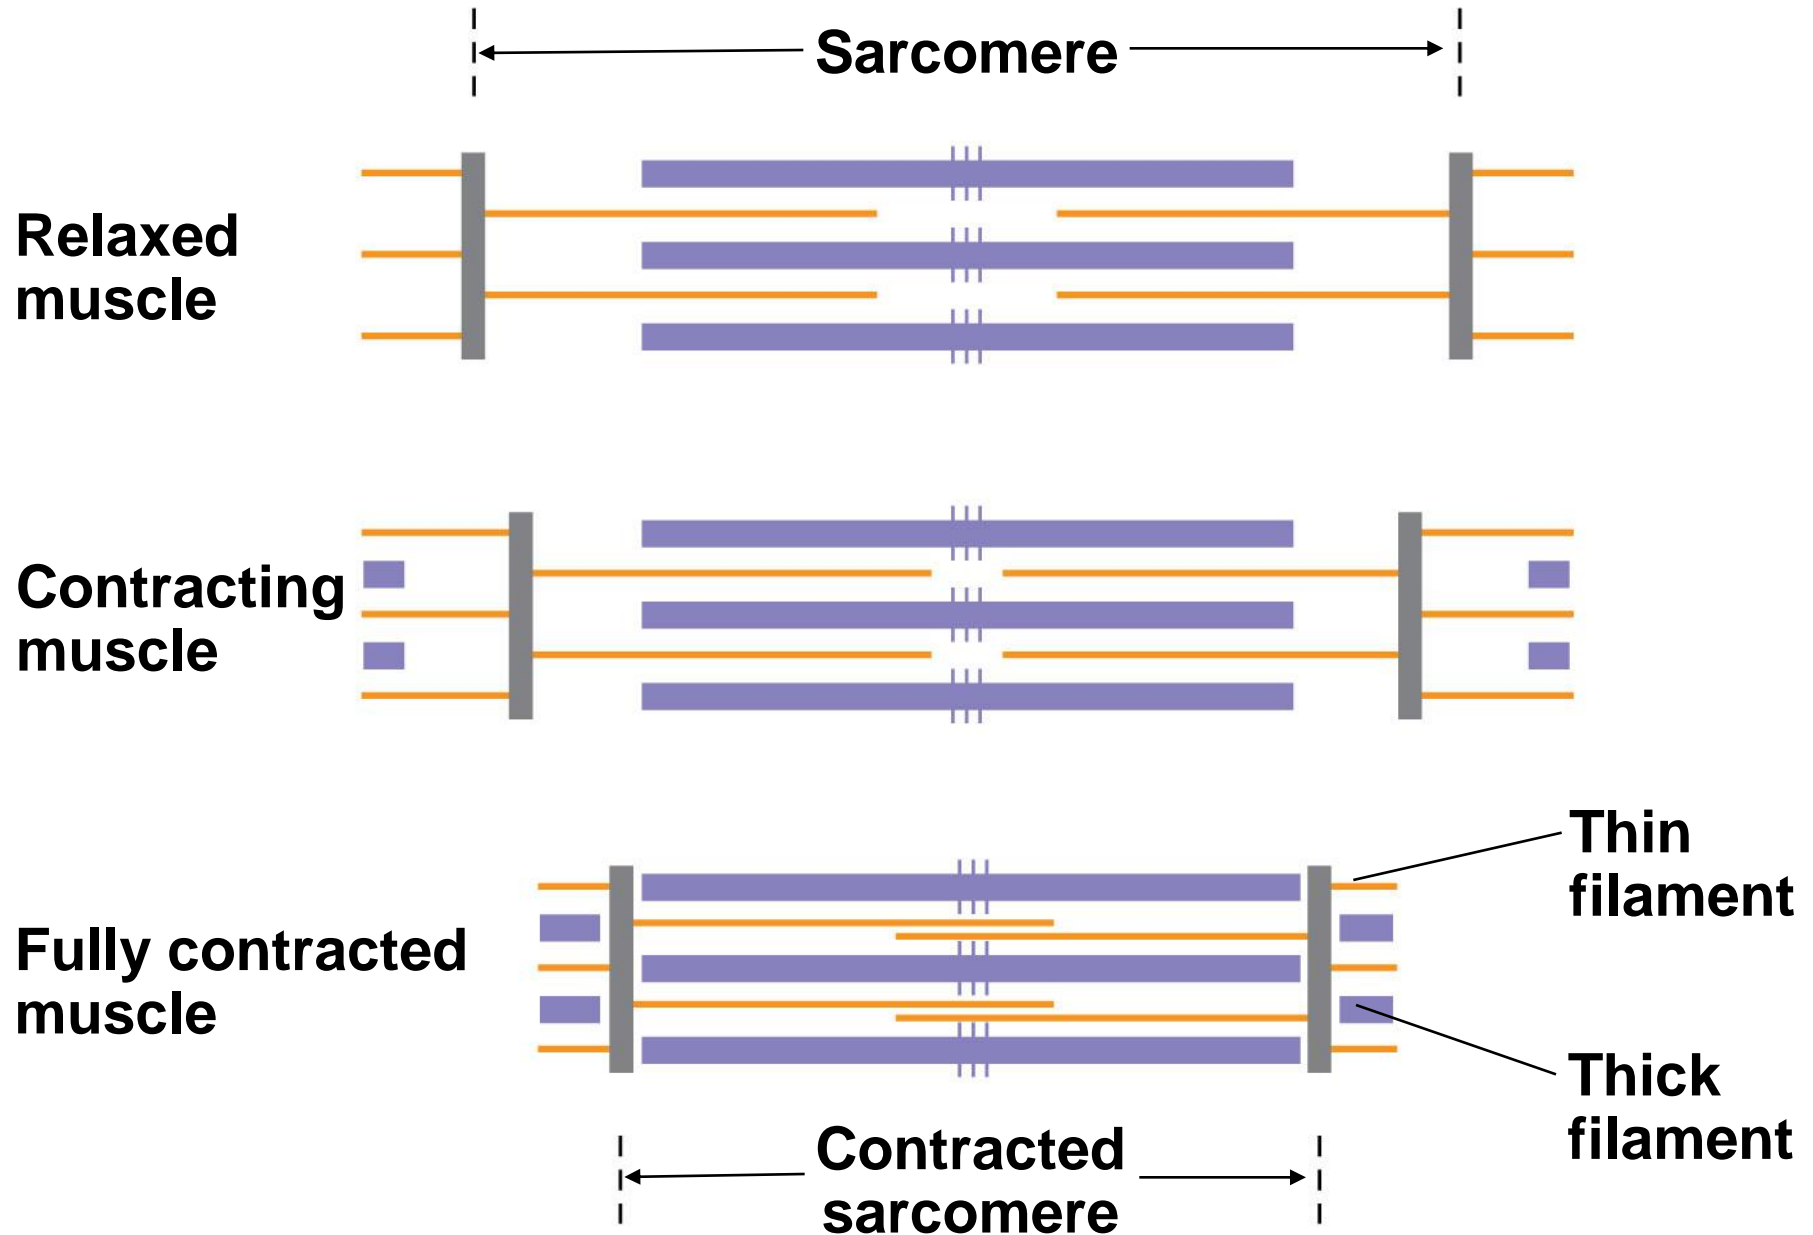 Sarcomere
Relaxed
muscle
Contracting
muscle
Thin
filament
Fully contracted
muscle
Thick
filament
Contracted
sarcomere